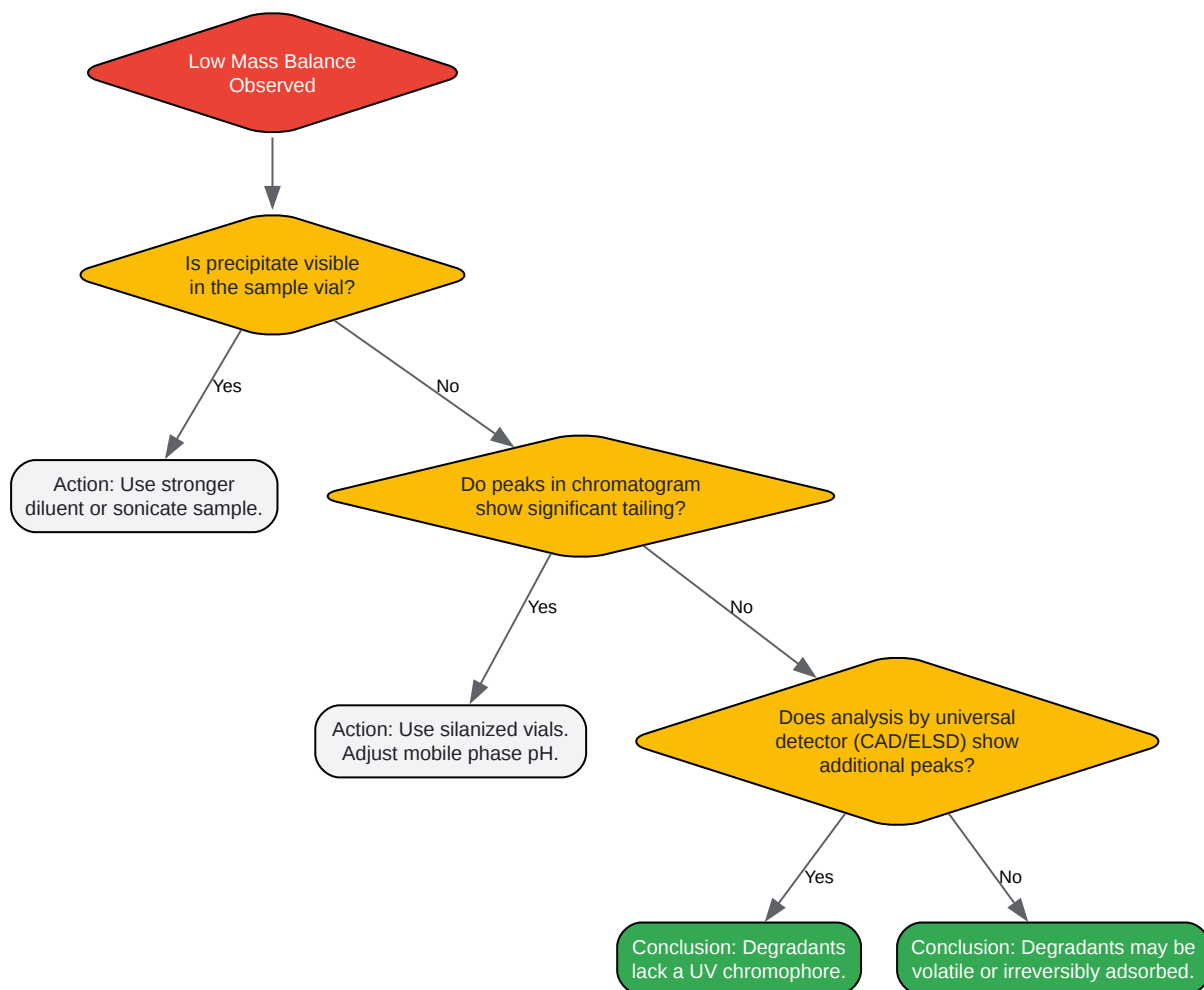 Low Mass Balance
Observed
Is precipitate visible
in the sample vial?
Yes
No
Action: Use stronger
diluent or sonicate sample.
Do peaks in chromatogram
show significant tailing?
Yes
No
Action: Use silanized vials.
Adjust mobile phase pH.
Does analysis by universal
detector (CAD/ELSD) show
additional peaks?
Yes
No
Conclusion: Degradants
lack a UV chromophore.
Conclusion: Degradants may be
volatile or irreversibly adsorbed.